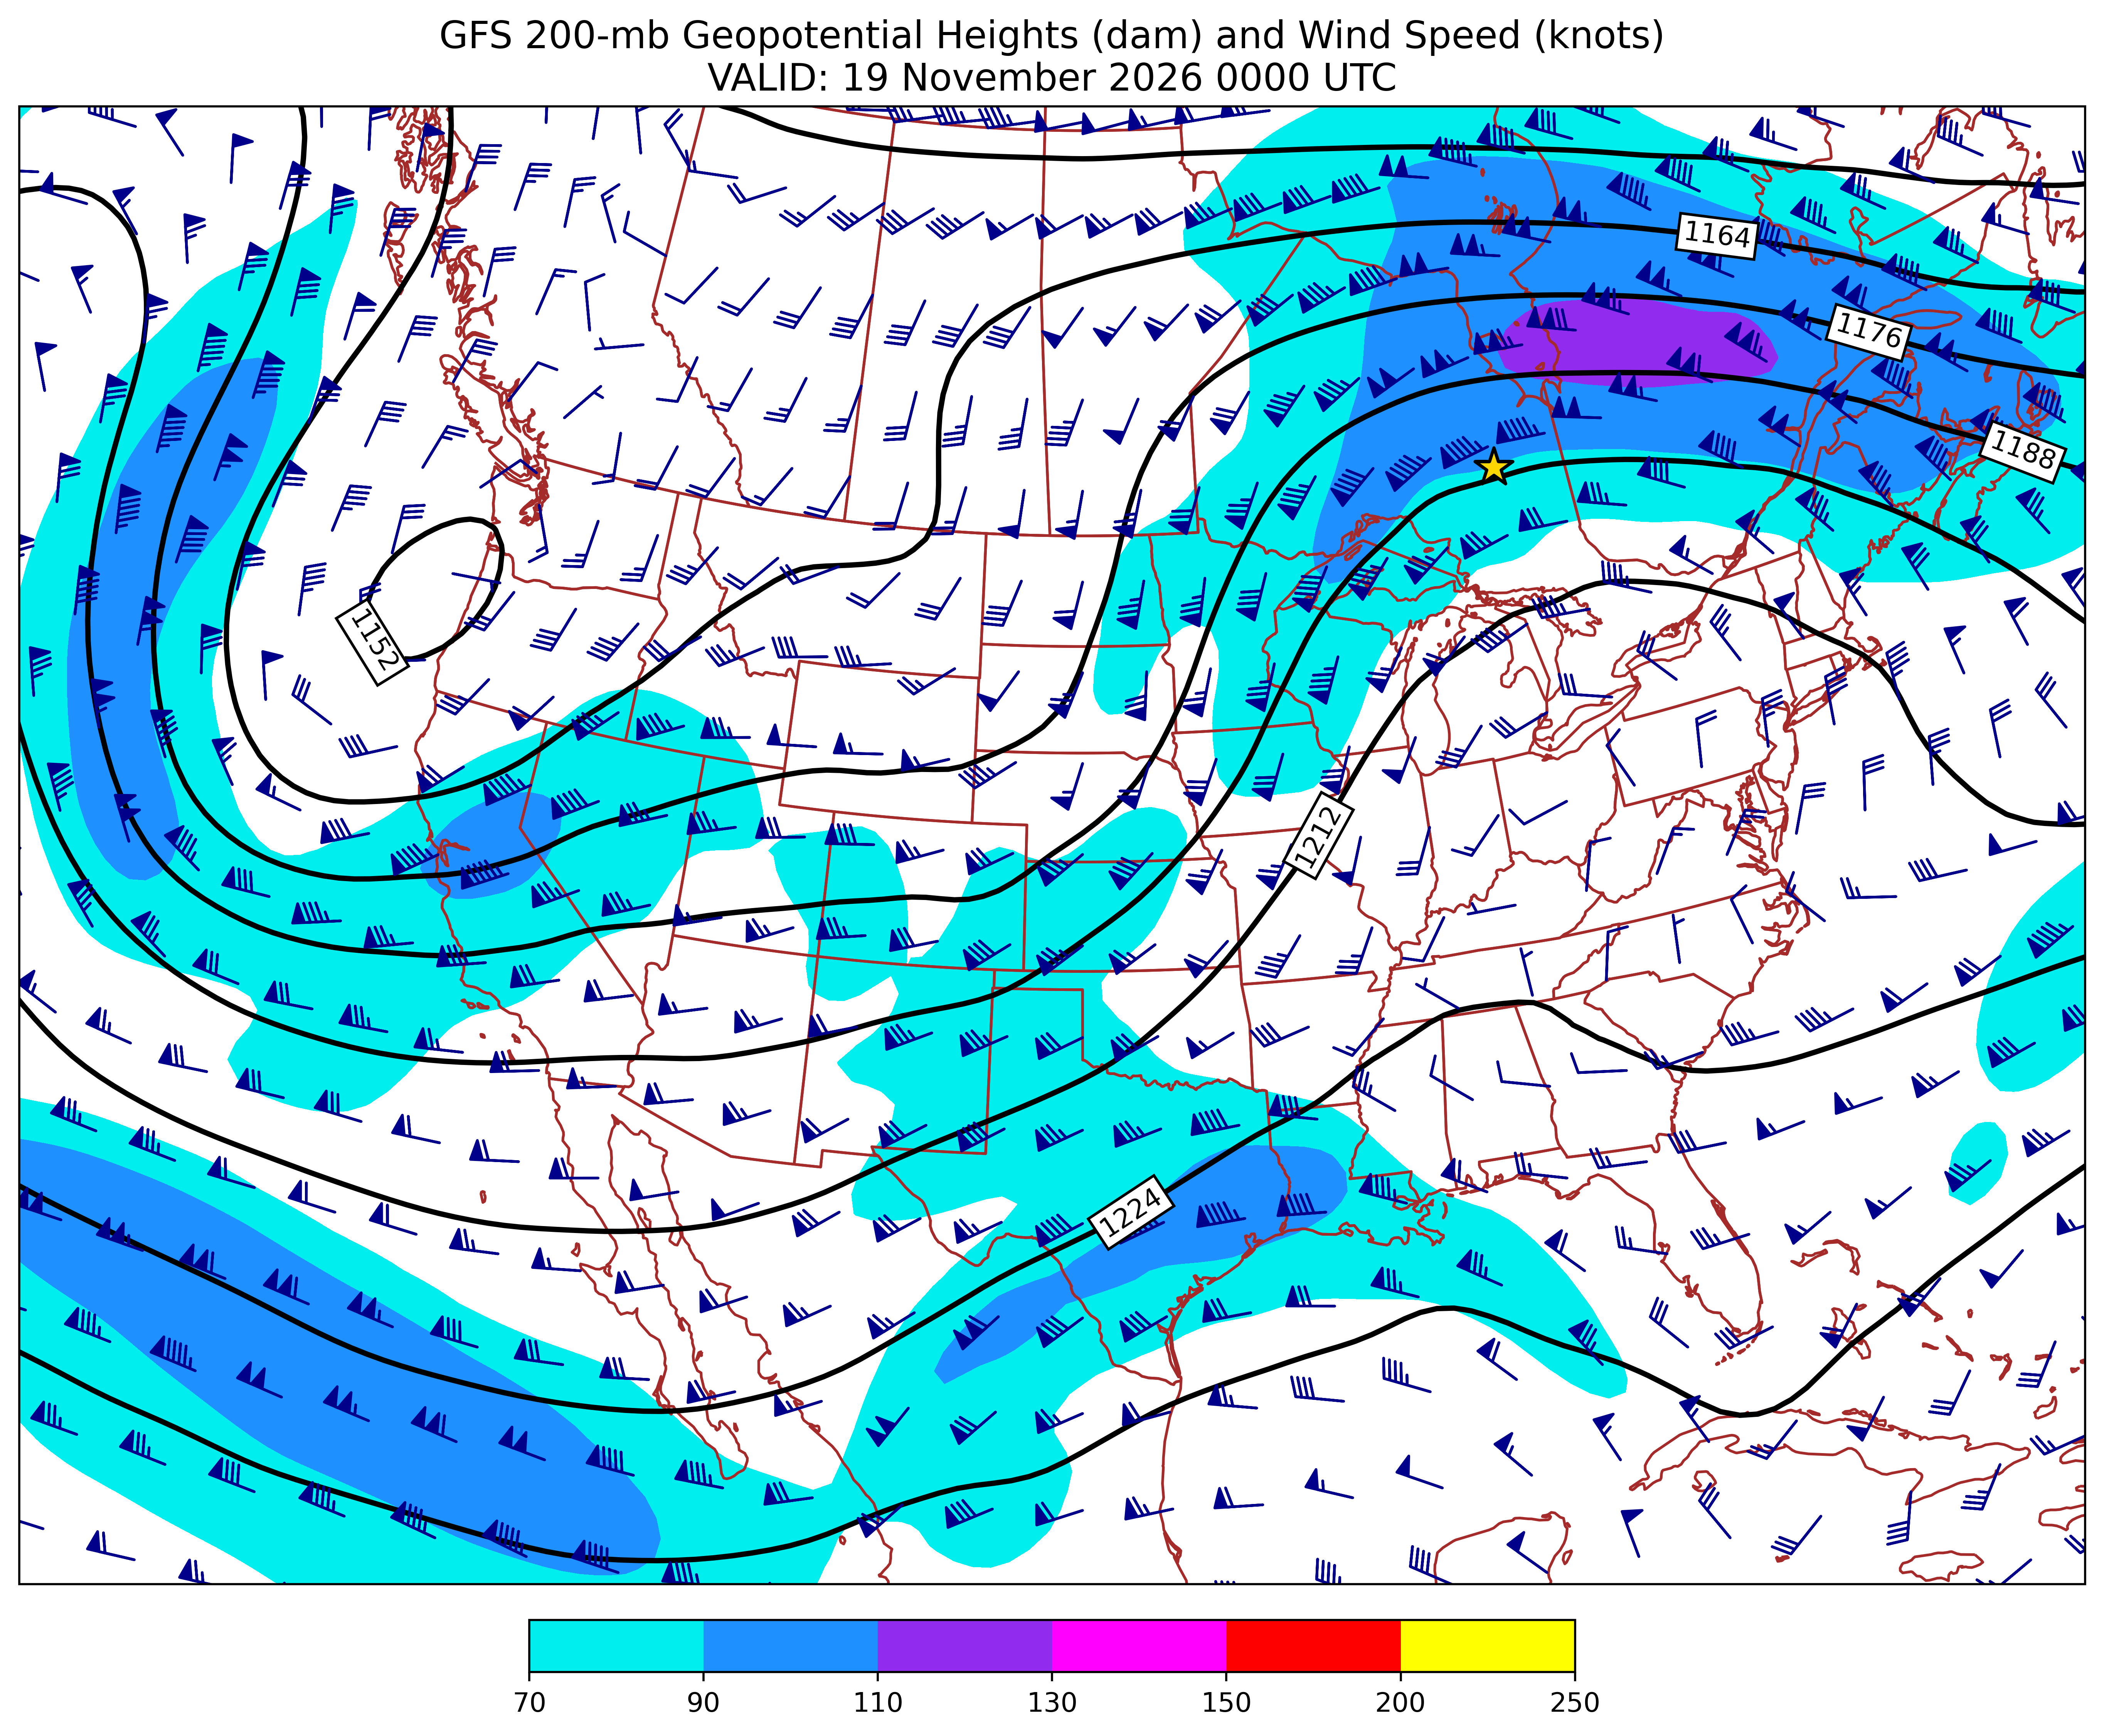 GFS 200-mb Geopotential Heights (dam) and Wind Speed (knots)
VALID: 19 November 2026 0000 UTC
1164
1176
1188
1152
1212
1224
70 90 110 130 150 200 250